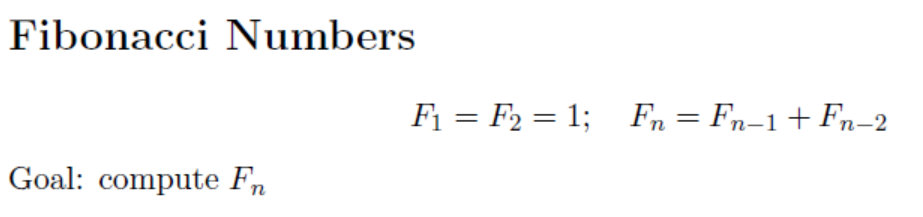 Fibonacci Numbers
F₁ = F₂ = 1;   Fₙ = Fₙ₋₁ + Fₙ₋₂
Goal: compute Fₙ